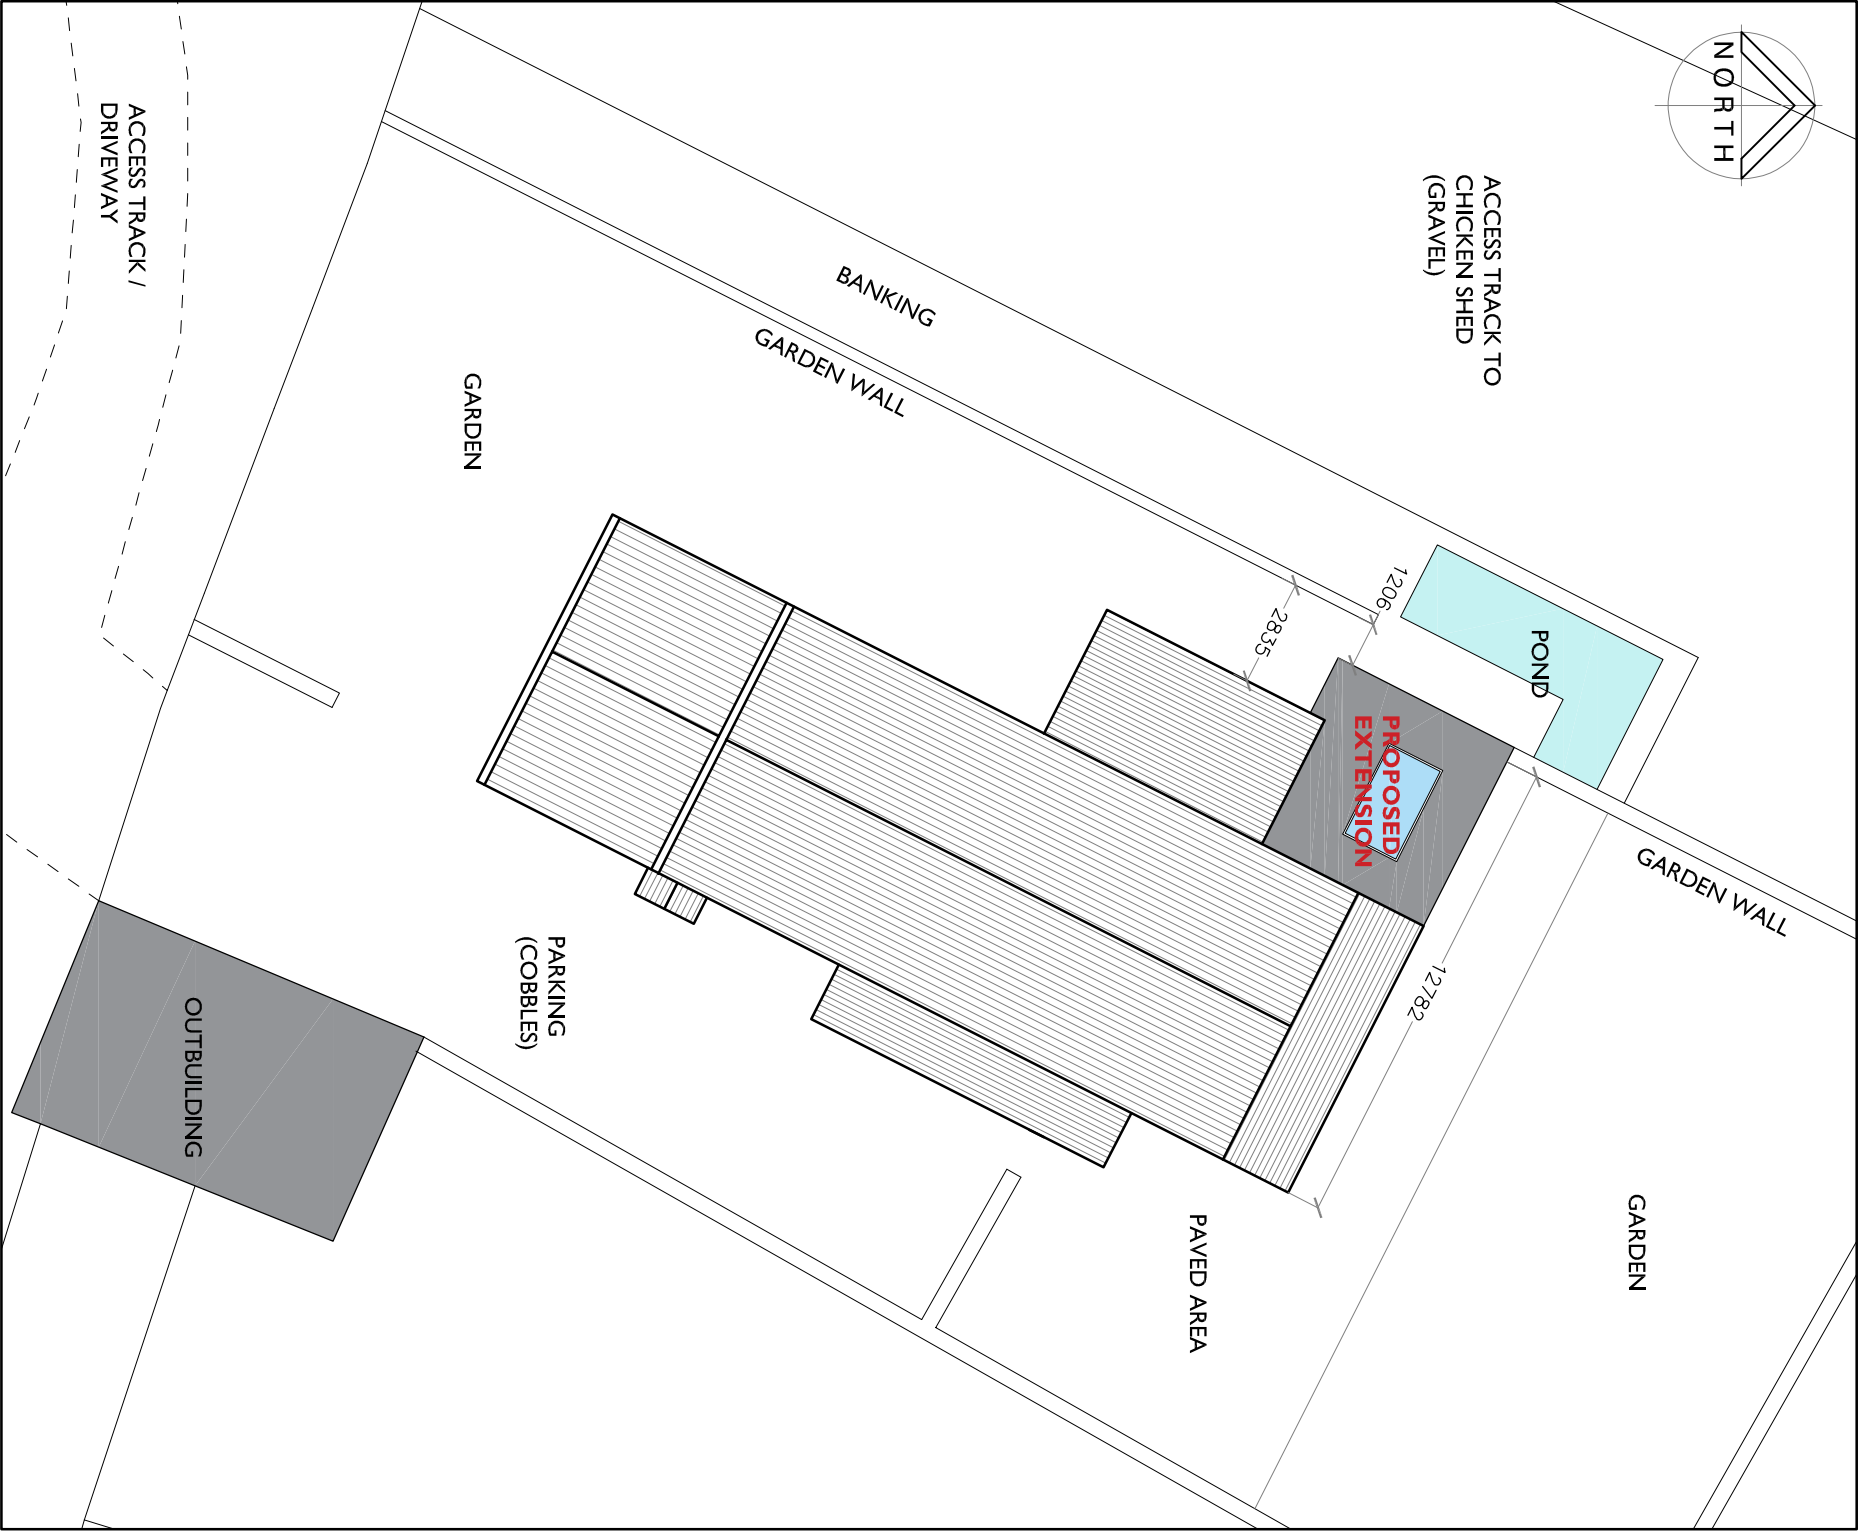 NORTH
ACCESS TRACK TO
CHICKEN SHED
(GRAVEL)
ACCESS TRACK /
DRIVEWAY
BANKING
GARDEN WALL
GARDEN
1206
2835
POND
PROPOSED
EXTENSION
GARDEN WALL
12782
PARKING
(COBBLES)
OUTBUILDING
PAVED AREA
GARDEN